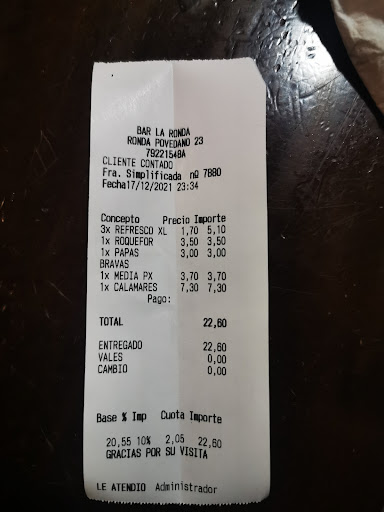 BAR LA RONDA
RONDA POVEDANO 23
79221548A
CLIENTE CONTADO
Fra. Simplificada nº 7880
Fecha17/12/2021 23:34
Concepto Precio Importe
3x REFRESCO XL 1,70 5,10
1x ROQUEFOR 3,50 3,50
1x PAPAS 3,00 3,00
BRAVAS
1x MEDIA PX 3,70 3,70
1x CALAMARES 7,30 7,30
Pago:
TOTAL 22,60
ENTREGADO 22,60
VALES 0,00
CAMBIO 0,00
Base % Imp Cuota Importe
20,55 10% 2,05 22,60
GRACIAS POR SU VISITA
LE ATENDIO Administrador